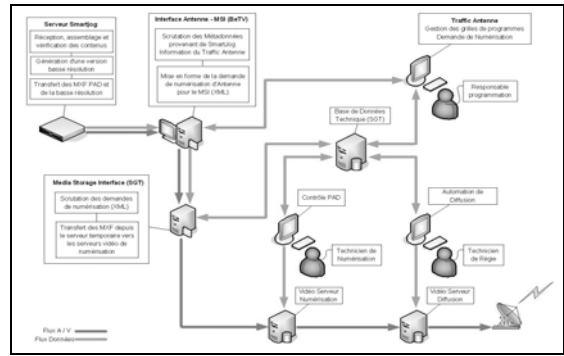 Serveur Smartjog
Réception, assemblage et
vérification des contenus
Génération d'une version
basse résolution
Transfert des MXF PAD et
de la basse résolution
Interface Antenne - MSI (BeTV)
Scrutation des Métadonnées
provenant de SmartJog
Information du Traffic Antenne
Mise en forme de la demande
de numérisation d'Antenne
pour le MSI (XML)
Traffic Antenne
Gestion des grilles de programmes
Demande de Numérisation
Responsable
programmation
Base de Données
Technique (SGT)
Media Storage Interface (SGT)
Scrutation des demandes
de numérisation (XML)
Transfert des MXF depuis
le serveur temporaire vers
les serveurs vidéo de
numérisation
Contrôle PAD
Technicien de
Numérisation
Automation de
Diffusion
Technicien
de Régie
Vidéo Serveur
Numérisation
Vidéo Serveur
Diffusion
Flux A / V
Flux Données